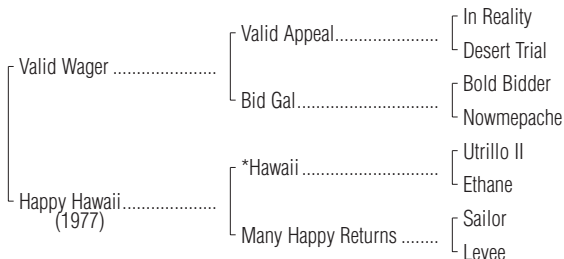 In Reality
Valid Appeal....................
Desert Trial
Valid Wager ......................
Bold Bidder
Bid Gal...........................
Nowmepache
Utrillo II
*Hawaii ..........................
Ethane
Happy Hawaii....................
(1977)
Sailor
Many Happy Returns ........
Levee